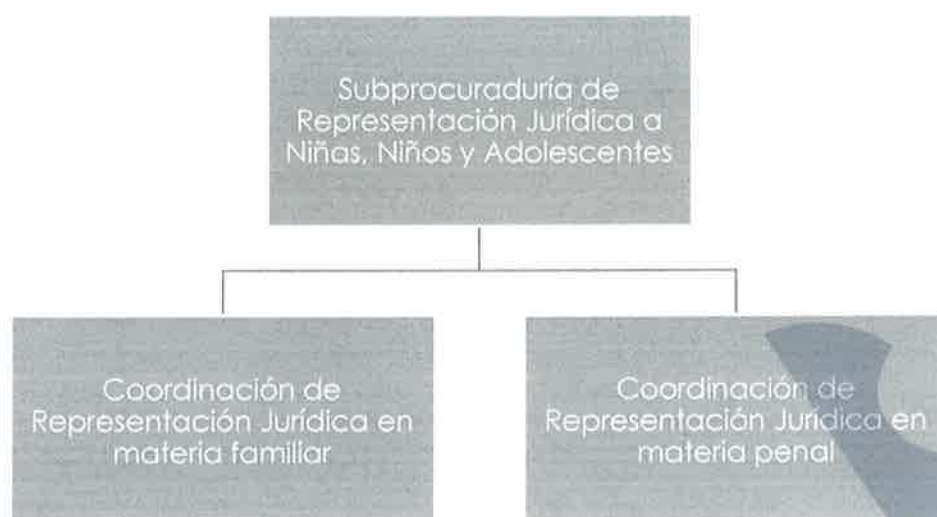 Subprocuraduría de
Representación Jurídica a
Niñas, Niños y Adolescentes
Coordinación de
Representación Jurídica en
materia familiar
Coordinación de
Representación Jurídica en
materia penal